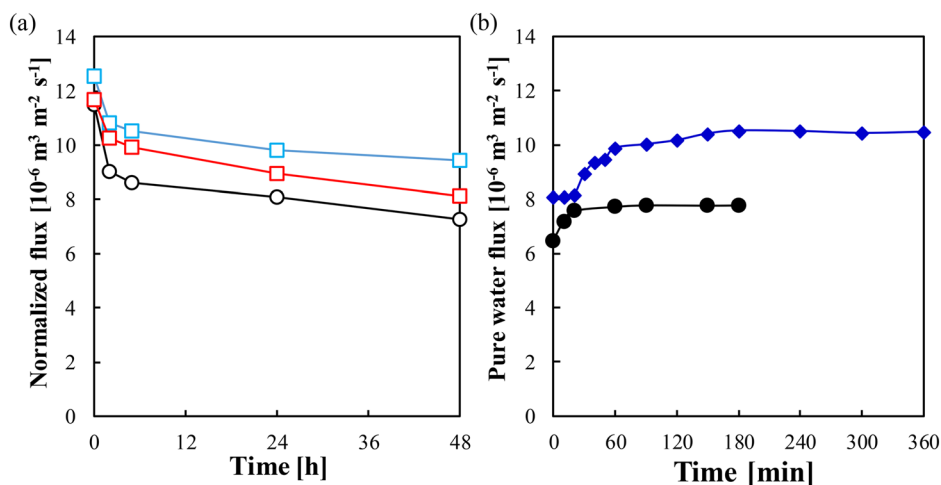 (a)
14
12
10
8
6
4
2
0
Normalized flux [10⁻⁶ m³ m⁻² s⁻¹]
0 12 24 36 48
Time [h]
(b)
14
12
10
8
6
4
2
0
Pure water flux [10⁻⁶ m³ m⁻² s⁻¹]
0 60 120 180 240 300 360
Time [min]